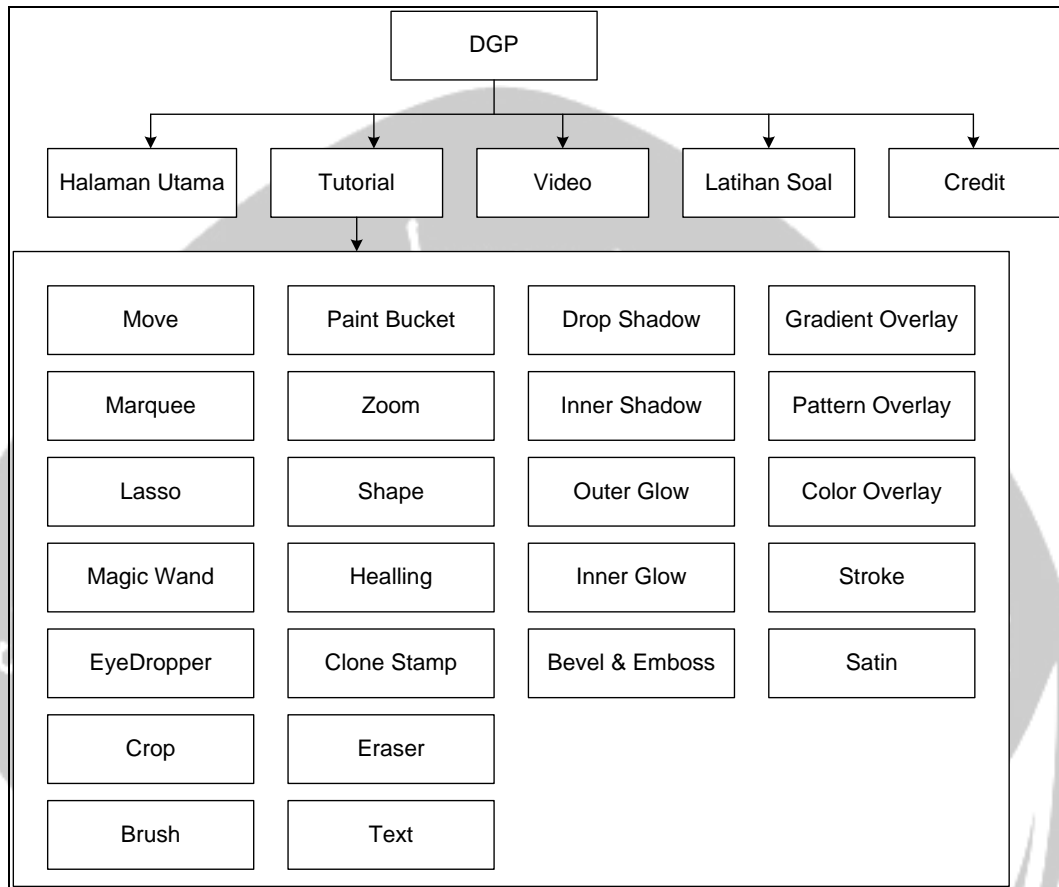 DGP
Halaman Utama
Tutorial
Video
Latihan Soal
Credit
Move
Paint Bucket
Drop Shadow
Gradient Overlay
Marquee
Zoom
Inner Shadow
Pattern Overlay
Lasso
Shape
Outer Glow
Color Overlay
Magic Wand
Healling
Inner Glow
Stroke
EyeDropper
Clone Stamp
Bevel & Emboss
Satin
Crop
Eraser
Brush
Text